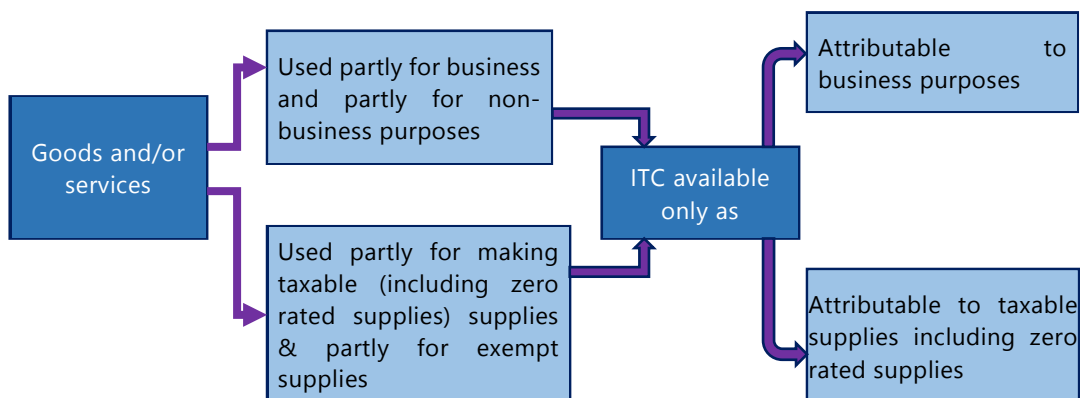 Goods and/or
services
Used partly for business
and partly for non-
business purposes
Used partly for making
taxable (including zero
rated supplies) supplies
& partly for exempt
supplies
ITC available
only as
Attributable to
business purposes
Attributable to taxable
supplies including zero
rated supplies